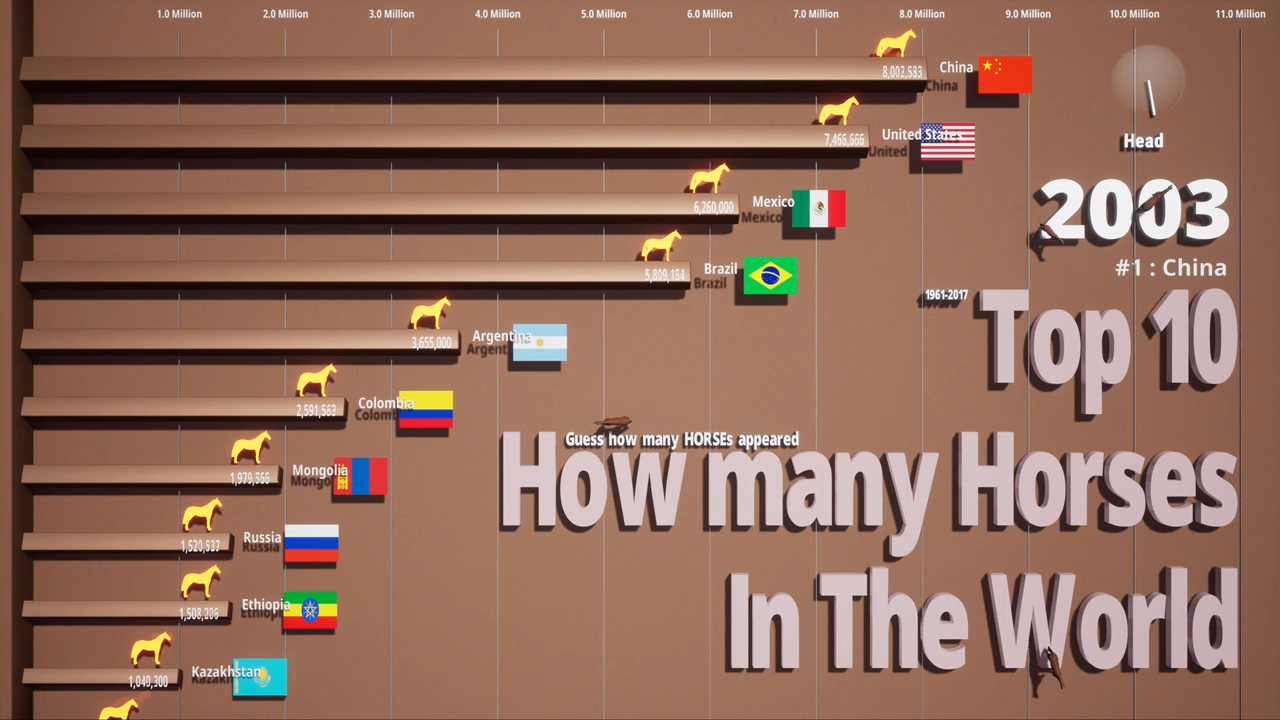 1.0 Million 2.0 Million 3.0 Million 4.0 Million 5.0 Million 6.0 Million 7.0 Million 8.0 Million 9.0 Million 10.0 Million 11.0 Million
8,002,583 China
7,466,666 United States
6,260,000 Mexico
5,809,184 Brazil
3,655,000 Argentina
2,591,563 Colombia
1,979,566 Mongolia
1,520,537 Russia
1,508,206 Ethiopia
1,040,300 Kazakhstan
Head
2003
#1 : China
1961-2017
Top 10
Guess how many HORSEs appeared
How many Horses
In The World